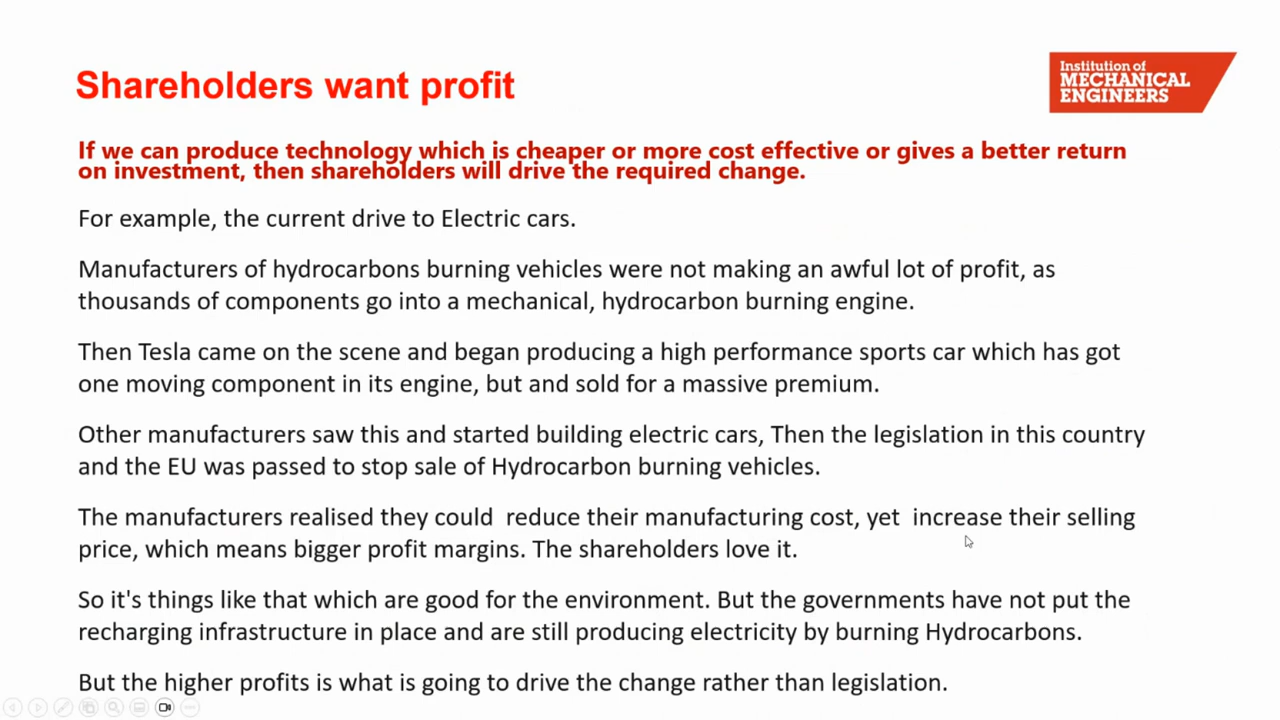 Shareholders want profit
Institution of
MECHANICAL
ENGINEERS
If we can produce technology which is cheaper or more cost effective or gives a better return
on investment, then shareholders will drive the required change.
For example, the current drive to Electric cars.
Manufacturers of hydrocarbons burning vehicles were not making an awful lot of profit, as
thousands of components go into a mechanical, hydrocarbon burning engine.
Then Tesla came on the scene and began producing a high performance sports car which has got
one moving component in its engine, but and sold for a massive premium.
Other manufacturers saw this and started building electric cars, Then the legislation in this country
and the EU was passed to stop sale of Hydrocarbon burning vehicles.
The manufacturers realised they could  reduce their manufacturing cost, yet  increase their selling
price, which means bigger profit margins. The shareholders love it.
So it's things like that which are good for the environment. But the governments have not put the
recharging infrastructure in place and are still producing electricity by burning Hydrocarbons.
But the higher profits is what is going to drive the change rather than legislation.